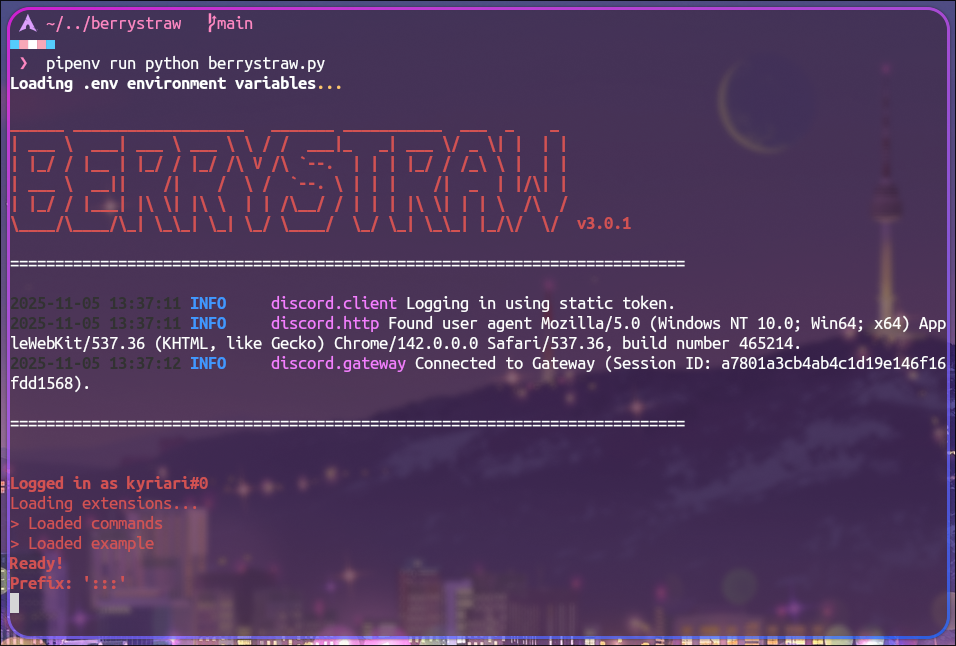 ~/../berrystraw main
❯ pipenv run python berrystraw.py
Loading .env environment variables...
BERRYSTRAW v3.0.1
===========================================================================
2025-11-05 13:37:11 INFO     discord.client Logging in using static token.
2025-11-05 13:37:11 INFO     discord.http Found user agent Mozilla/5.0 (Windows NT 10.0; Win64; x64) App
leWebKit/537.36 (KHTML, like Gecko) Chrome/142.0.0.0 Safari/537.36, build number 465214.
2025-11-05 13:37:12 INFO     discord.gateway Connected to Gateway (Session ID: a7801a3cb4ab4c1d19e146f16
fdd1568).
===========================================================================
Logged in as kyriari#0
Loading extensions...
> Loaded commands
> Loaded example
Ready!
Prefix: ':::'